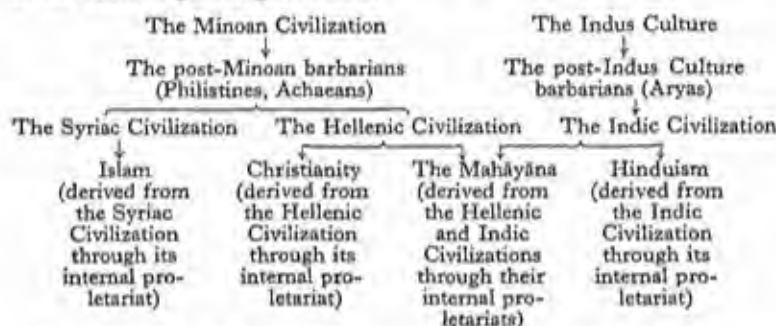 The Minoan Civilization The Indus Culture
The post-Minoan barbarians The post-Indus Culture
(Philistines, Achaeans) barbarians (Aryas)
The Syriac Civilization The Hellenic Civilization The Indic Civilization
Islam Christianity The Mahāyāna Hinduism
(derived from (derived from (derived from (derived from
the Syriac the Hellenic the Hellenic the Indic
Civilization Civilization and Indic Civilization
through its through its Civilizations through its
internal pro- internal pro- through their internal pro-
letariat) letariat) internal pro- letariat)
letariats)